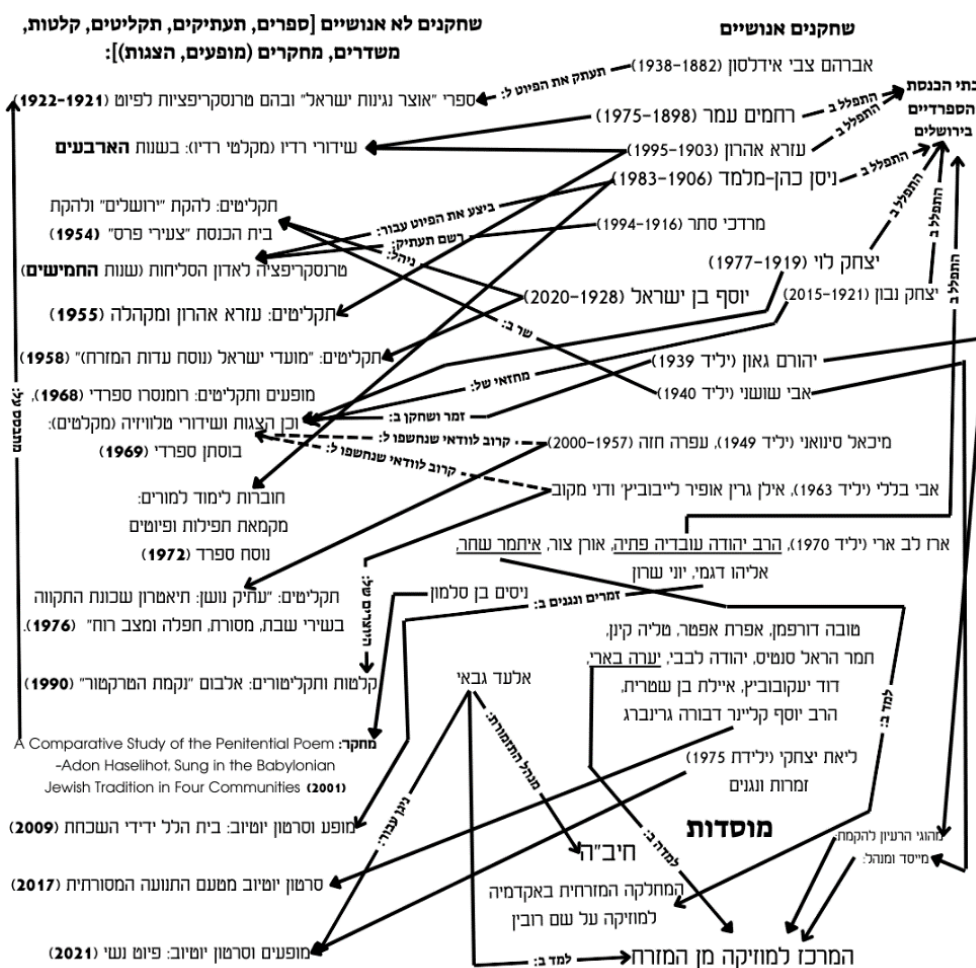 שחקנים לא אנושיים [ספרים, תעתיקים, תקליטים, קלטות,
משדרים, מחקרים (מופעים, הצגות)]:
שחקנים אנושיים
אברהם צבי אידלסון (1938-1882)
תעתק את הפיוט ל:
ספרי "אוצר נגינות ישראל" ובהם טרנסקריפציות לפיוט (1922-1921)
בתי הכנסת
הספרדיים
בירושלים
רחמים עמר (1975-1898)
התפלל ב
שידורי רדיו (מקלטי רדיו): בשנות הארבעים
עזרא אהרון (1995-1903)
התפלל ב
ניסן כהן-מלמד (1983-1906)
התפלל ב
ביצע את הפיוט עבור:
תקליטים: להקת "ירושלים" ולהקת
בית הכנסת "צעירי פרס" (1954)
מרדכי סתר (1994-1916)
רשם תעתיק:
טרנסקריפציה לאדון הסליחות (שנות החמישים)
יצחק לוי (1977-1919)
התפלל ב
יצחק נבון (2015-1921)
התפלל ב
התפלל ב
ניהל:
יוסף בן ישראל (2020-1928)
תקליטים: עזרא אהרון ומקהלה (1955)
שר ב:
תקליטים: "מועדי ישראל (נוסח עדות המזרח)" (1958)
יהורם גאון (יליד 1939)
מחזאי של:
אבי שושני (יליד 1940)
מופעים ותקליטים: רומנסרו ספרדי (1968),
וכן הצגות ושידורי טלוויזיה (מקלטים):
בוסתן ספרדי (1969)
זמר ושחקן ב:
מיכאל סינואני (יליד 1949), עפרה חזה (2000-1957)
קרוב לוודאי שנחשפו ל:
קרוב לוודאי שנחשפו ל:
אבי בללי (יליד 1963), אילן גרין אופיר לייבוביץ' ודני מקוב
חוברות לימוד למורים:
מקאמת תפילות ופיוטים
נוסח ספרד (1972)
ארז לב ארי (יליד 1970), הרב יהודה עובדיה פתיה, אורן צור, איתמר שחר,
אליהו דגמי, יוני שרון
זמרים ונגנים ב:
ניסים בן סלמון
תקליטים: "עתיק נושן: תיאטרון שכונת התקווה
בשירי שבת, מסורת, חפלה ומצב רוח" (1976).
היוצרים של:
מתבסס על:
טובה דורפמן, אפרת אפטר, טליה קינן,
תמר הראל סנטיס, יהודה לבבי, יערה בארי,
דוד יעקובוביץ, איילת בן שטרית,
הרב יוסף קליינר דבורה גרינברג
למד ב:
קלטות ותקליטורים: אלבום "נקמת הטרקטור" (1990)
אלעד גבאי
מנהל התזמורת:
מחקר: A Comparative Study of the Penitential Poem
-Adon Haselihot, Sung in the Babylonian
Jewish Tradition in Four Communities (2001)
ליאת יצחקי (ילידת 1975)
זמרות ונגנים
ניגן עבור:
למדה ב:
מופע וסרטון יוטיוב: בית הלל ידידי השכחת (2009)
מוסדות
מהוגי הרעיון להקמת:
מייסד ומנהל:
חיב"ה
סרטון יוטיוב מטעם התנועה המסורתית (2017)
המחלקה המזרחית באקדמיה
למוזיקה על שם רובין
מופעים וסרטון יוטיוב: פיוט נשי (2021)
למד ב:
המרכז למוזיקה מן המזרח